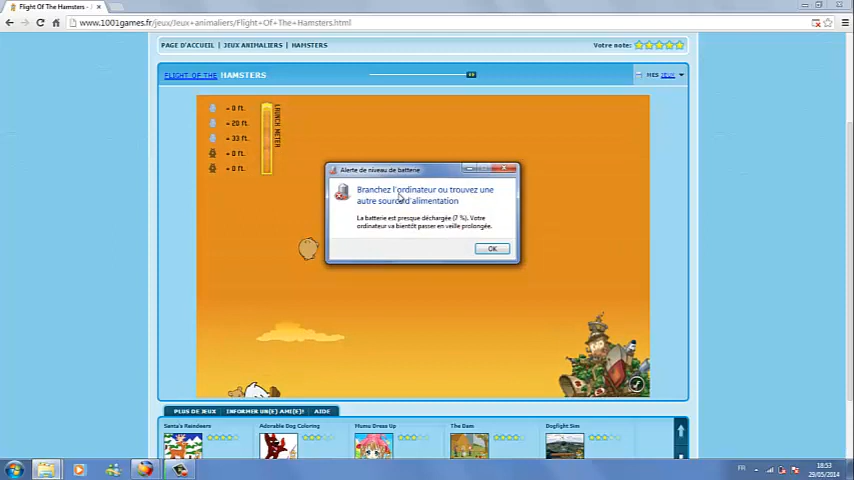 Flight Of The Hamsters - J
www.1001games.fr/jeux/Jeux+animaliers/Flight+Of+The+Hamsters.html
PAGE D'ACCUEIL | JEUX ANIMALIERS | HAMSTERS
Votre note:
FLIGHT OF THE HAMSTERS
MES JEUX
= 0 ft.
= 20 ft.
= 33 ft.
= 0 ft.
= 0 ft.
LAUNCH METER
Alerte de niveau de batterie
Branchez l'ordinateur ou trouvez une
autre source d'alimentation
La batterie est presque déchargée (7 %). Votre
ordinateur va bientôt passer en veille prolongée.
OK
PLUS DE JEUX
INFORMER UN(E) AMI(E)!
AIDE
Santa's Reindeers
Adorable Dog Coloring
Mumu Dress Up
The Dam
Dogfight Sim
FR
18:53
29/05/2014